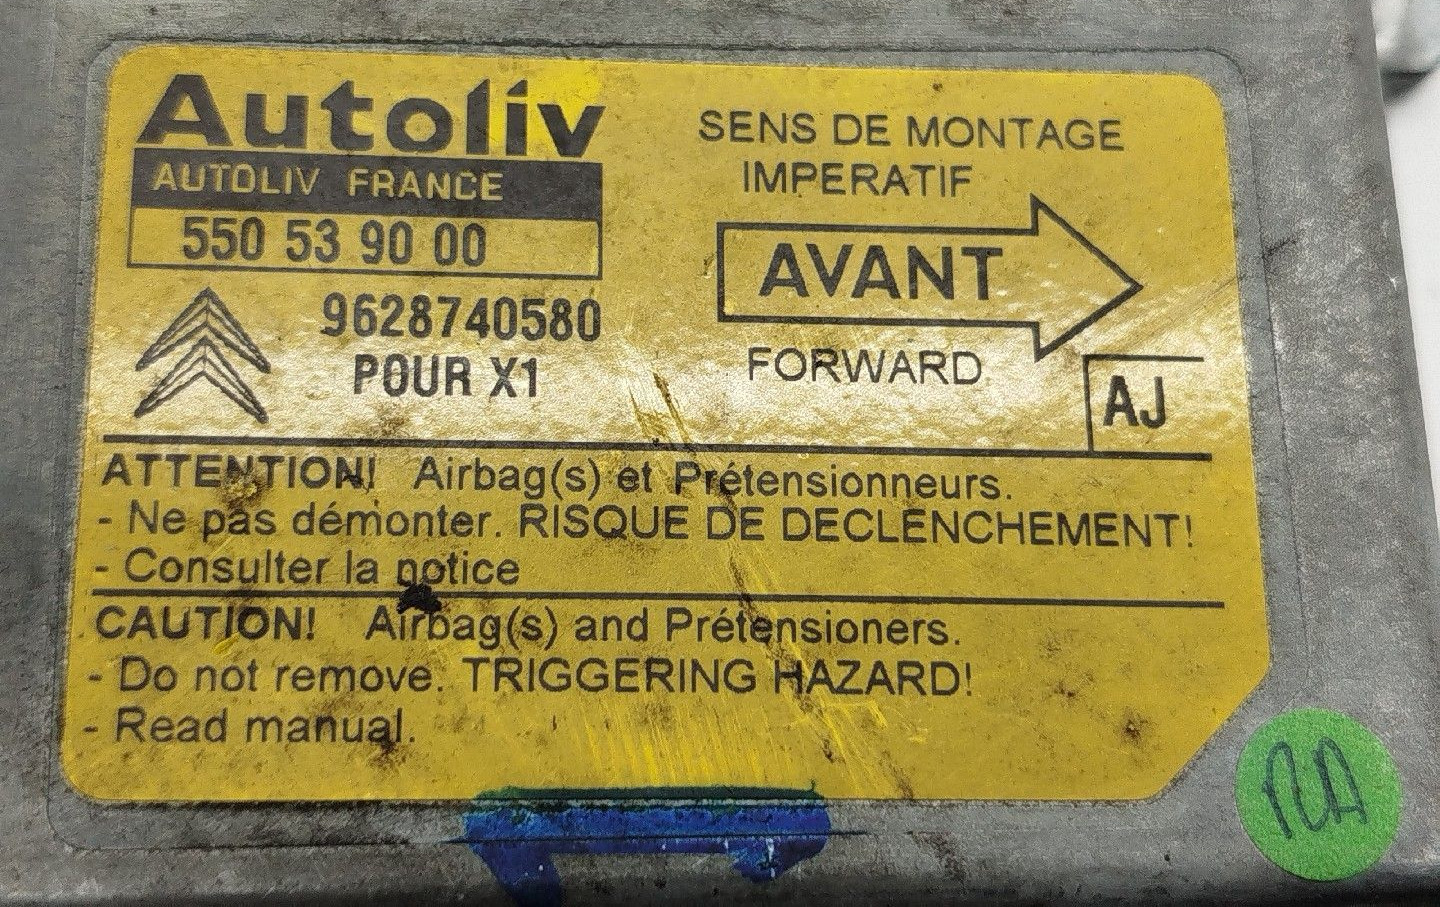 Autoliv
AUTOLIV FRANCE
550 53 90 00
9628740580
POUR X1
SENS DE MONTAGE
IMPERATIF
AVANT
FORWARD
AJ
ATTENTION! Airbag(s) et Prétensionneurs.
- Ne pas démonter. RISQUE DE DECLENCHEMENT!
- Consulter la notice
CAUTION! Airbag(s) and Prétensioners.
- Do not remove. TRIGGERING HAZARD!
- Read manual.